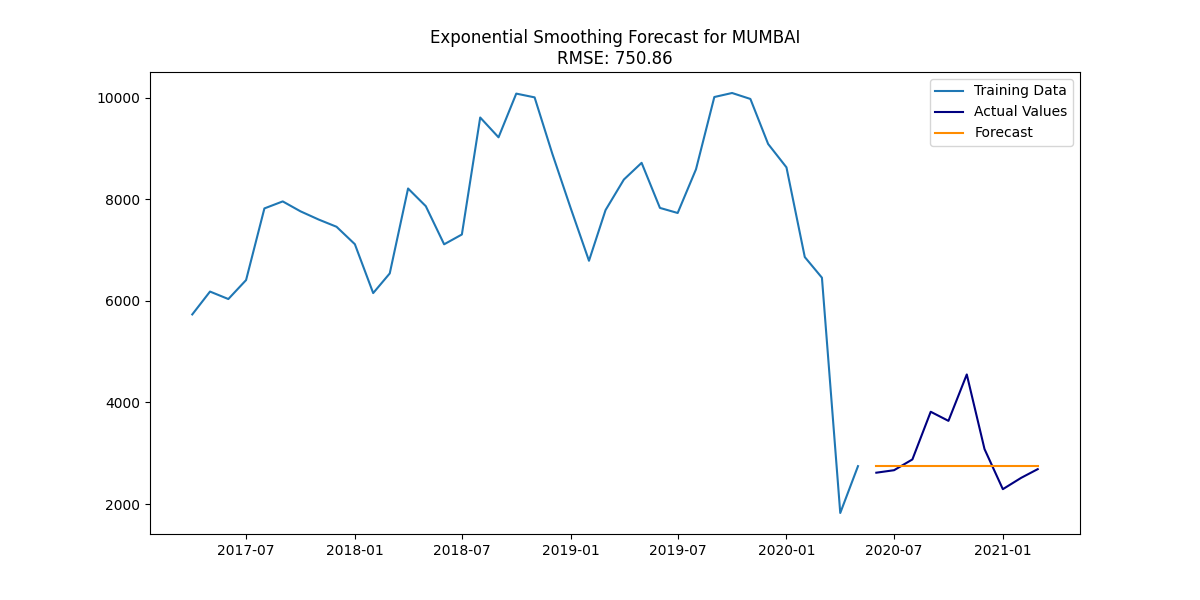 Exponential Smoothing Forecast for MUMBAI
RMSE: 750.86
Training Data
Actual Values
Forecast
10000
8000
6000
4000
2000
2017-07
2018-01
2018-07
2019-01
2019-07
2020-01
2020-07
2021-01